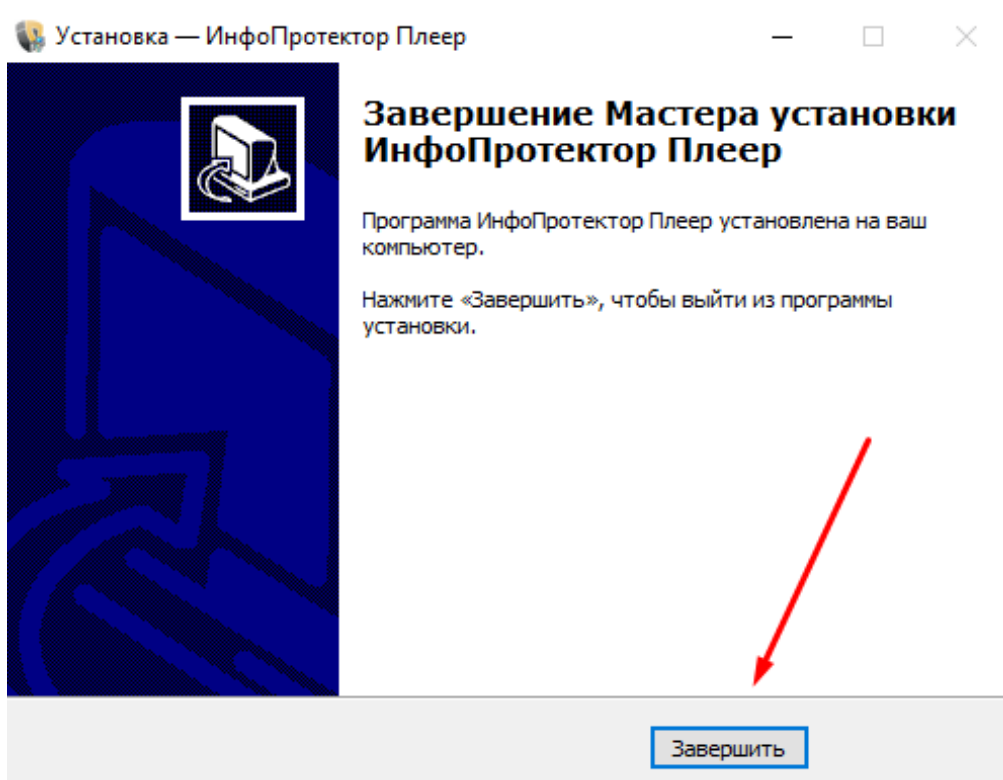 Установка — ИнфоПротектор Плеер
Завершение Мастера установки
ИнфоПротектор Плеер
Программа ИнфоПротектор Плеер установлена на ваш
компьютер.
Нажмите «Завершить», чтобы выйти из программы
установки.
Завершить